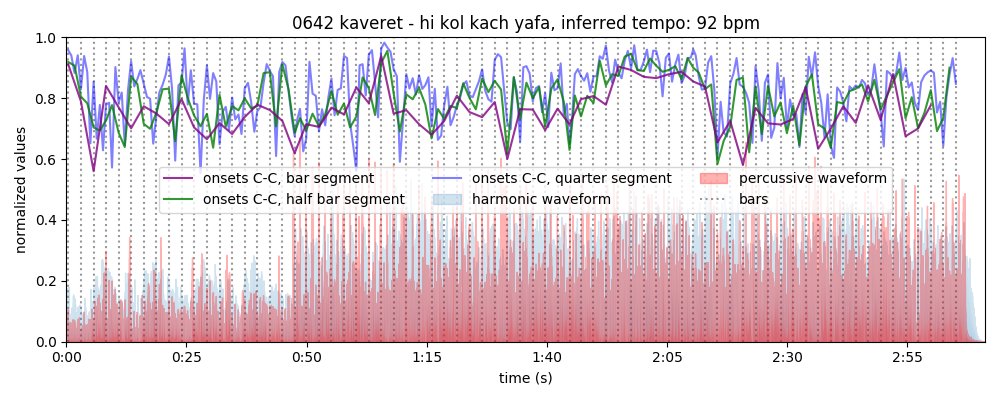 0642 kaveret - hi kol kach yafa, inferred tempo: 92 bpm
normalized values
1.0
0.8
0.6
0.4
0.2
0.0
onsets C-C, bar segment
onsets C-C, half bar segment
onsets C-C, quarter segment
harmonic waveform
percussive waveform
bars
0:00 0:25 0:50 1:15 1:40 2:05 2:30 2:55
time (s)